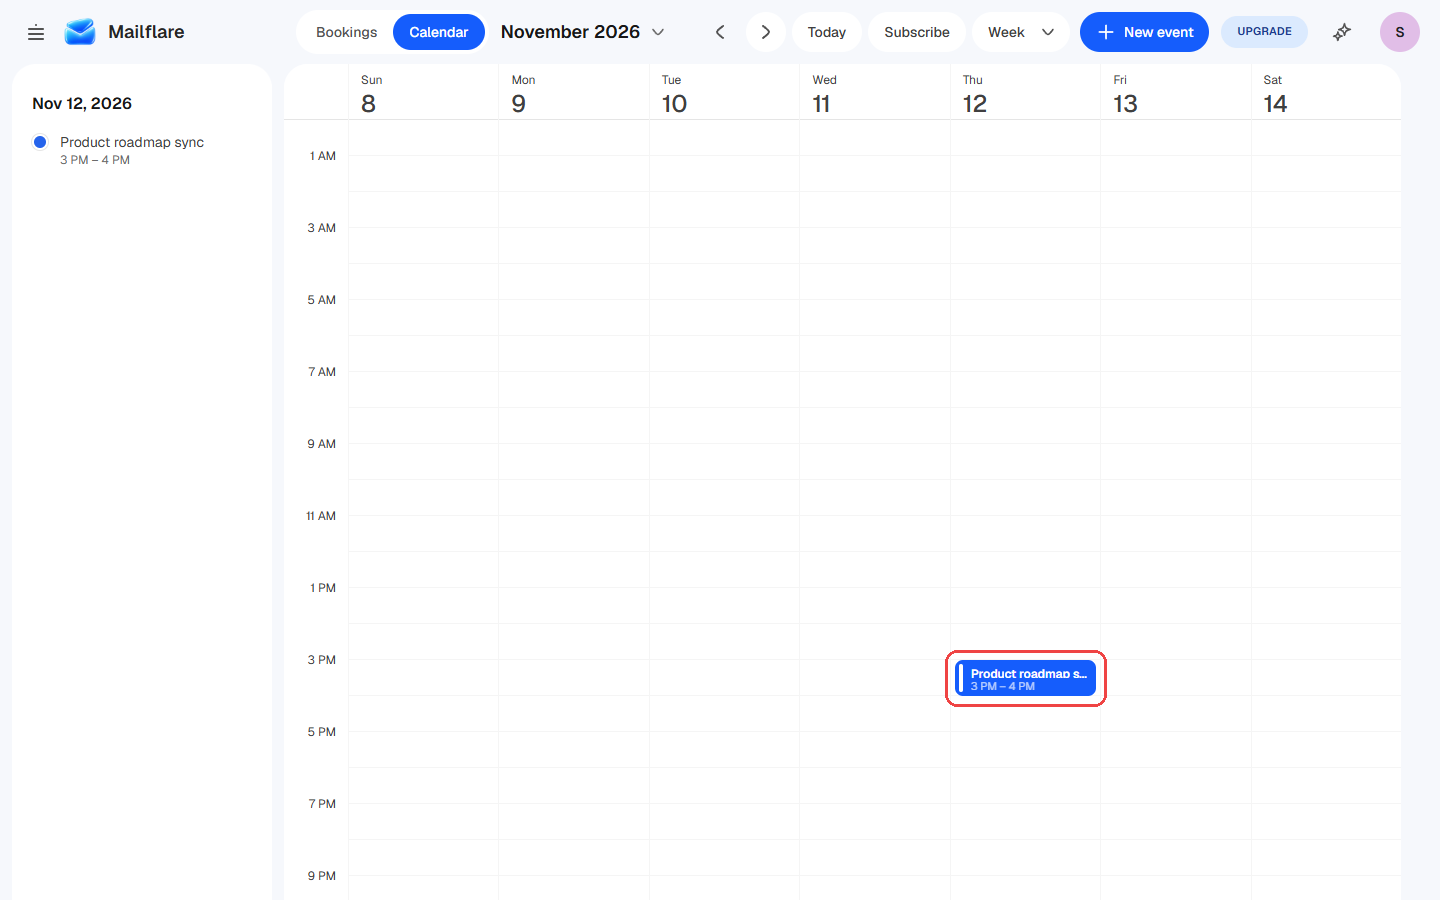 Mailflare
Bookings
Calendar
November 2026
Today
Subscribe
Week
New event
UPGRADE
S
Nov 12, 2026
Product roadmap sync
3 PM – 4 PM
Sun
8
Mon
9
Tue
10
Wed
11
Thu
12
Fri
13
Sat
14
1 AM
3 AM
5 AM
7 AM
9 AM
11 AM
1 PM
3 PM
Product roadmap s...
3 PM – 4 PM
5 PM
7 PM
9 PM